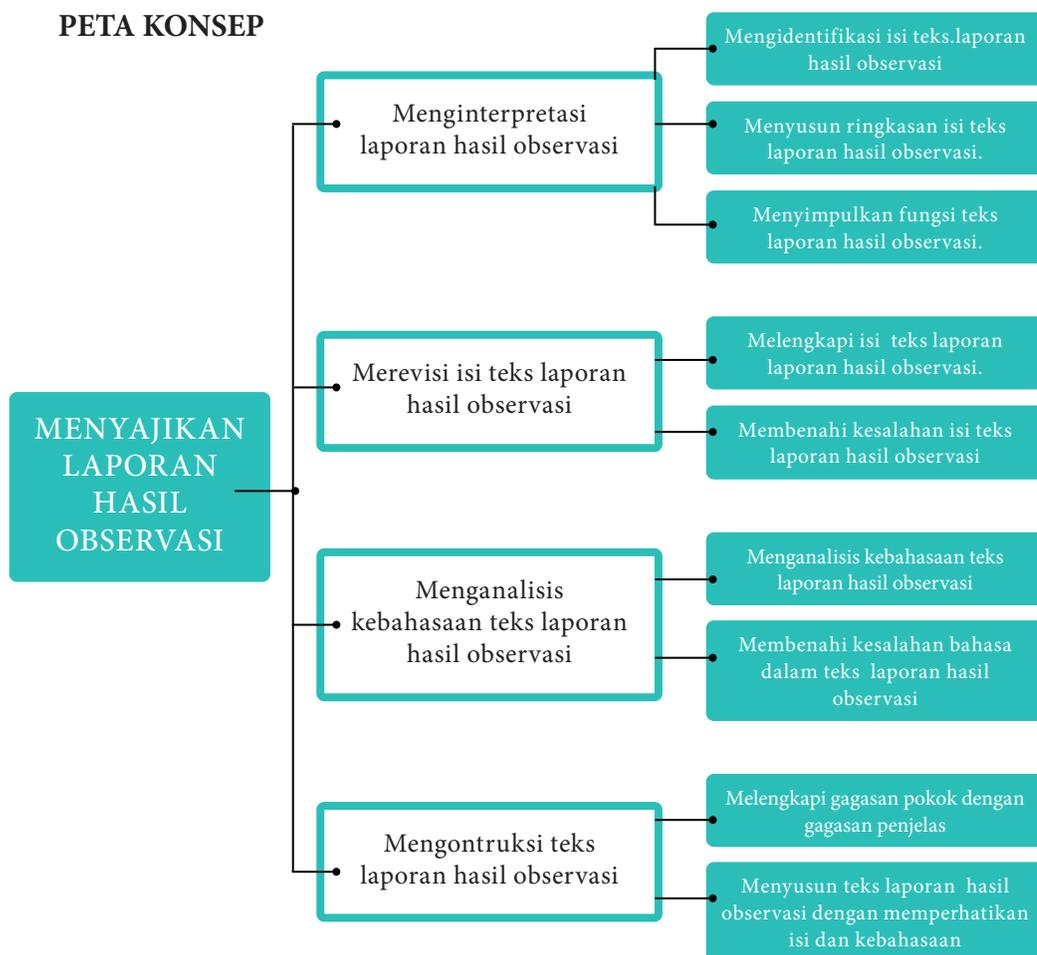 PETA KONSEP
MENYAJIKAN
LAPORAN
HASIL
OBSERVASI
Menginterpretasi
laporan hasil observasi
Mengidentifikasi isi teks.laporan
hasil observasi
Menyusun ringkasan isi teks
laporan hasil observasi.
Menyimpulkan fungsi teks
laporan hasil observasi.
Merevisi isi teks laporan
hasil observasi
Melengkapi isi teks laporan
laporan hasil observasi.
Membenahi kesalahan isi teks
laporan hasil observasi
Menganalisis
kebahasaan teks laporan
hasil observasi
Menganalisis kebahasaan teks
laporan hasil observasi
Membenahi kesalahan bahasa
dalam teks laporan hasil
observasi
Mengontruksi teks
laporan hasil observasi
Melengkapi gagasan pokok dengan
gagasan penjelas
Menyusun teks laporan hasil
observasi dengan memperhatikan
isi dan kebahasaan